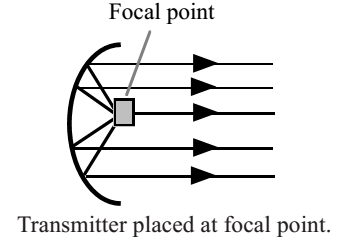 Focal point
Transmitter placed at focal point.